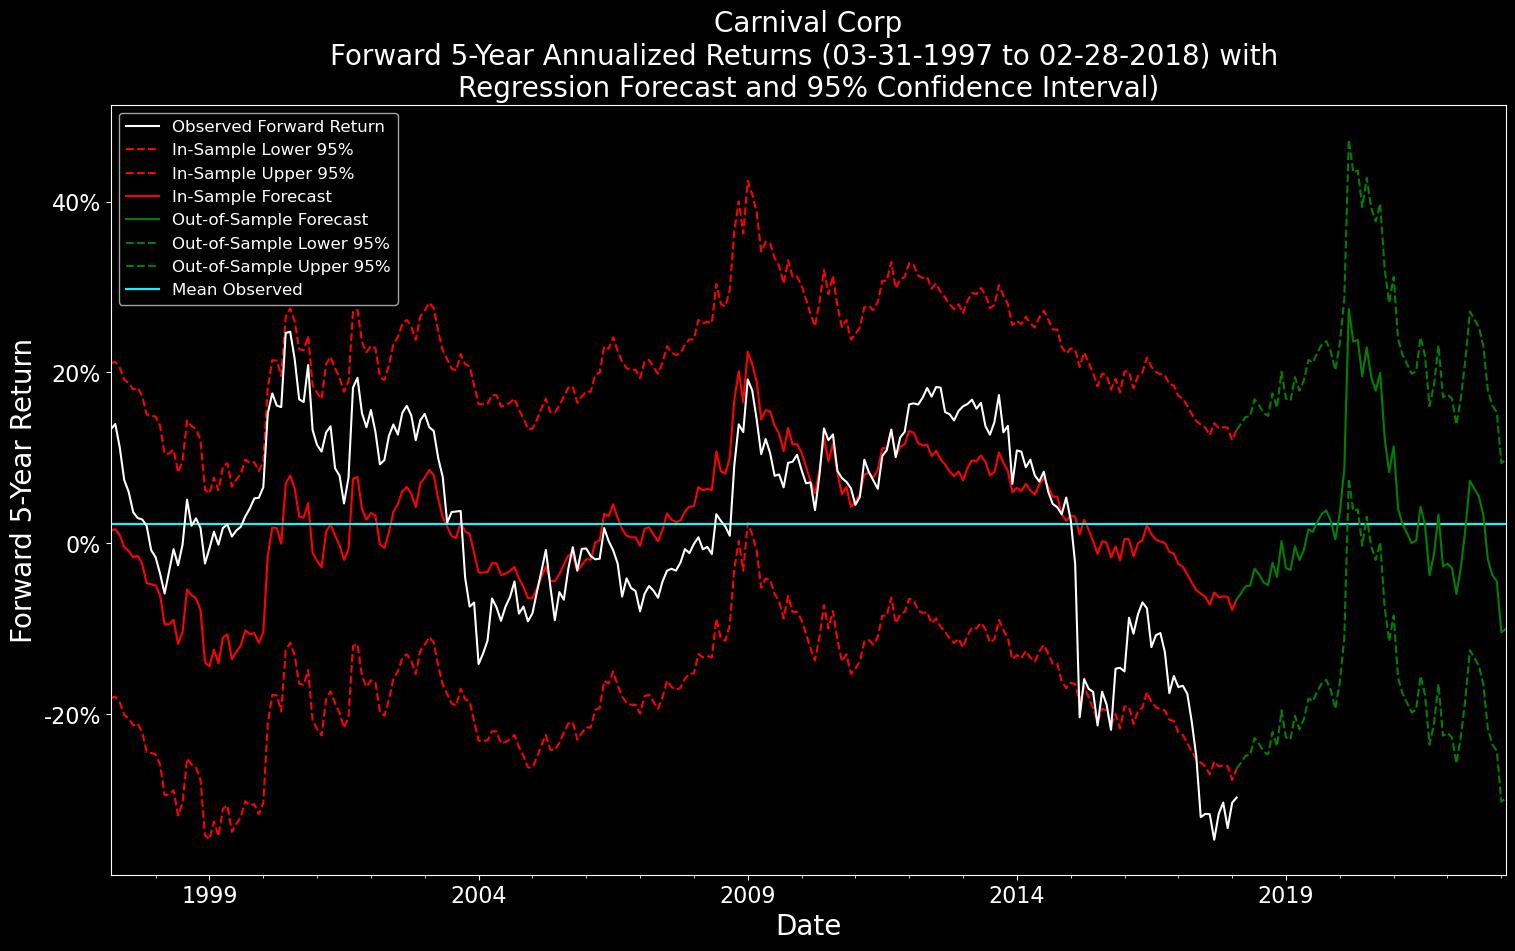 Carnival Corp
Forward 5-Year Annualized Returns (03-31-1997 to 02-28-2018) with
Regression Forecast and 95% Confidence Interval)
Observed Forward Return
In-Sample Lower 95%
In-Sample Upper 95%
In-Sample Forecast
Out-of-Sample Forecast
Out-of-Sample Lower 95%
Out-of-Sample Upper 95%
Mean Observed
Forward 5-Year Return
40%
20%
0%
-20%
1999
2004
2009
2014
2019
Date